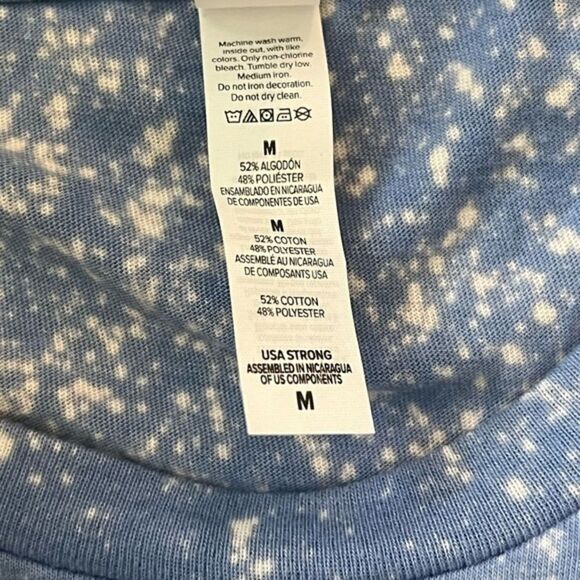 Machine wash warm,
inside out, with like
colors. Only non-chlorine
bleach. Tumble dry low.
Medium iron.
Do not iron decoration.
Do not dry clean.
M
52% ALGODÓN
48% POLIÉSTER
ENSAMBLADO EN NICARAGUA
DE COMPONENTES DE USA
M
52% COTON
48% POLYESTER
ASSEMBLÉ AU NICARAGUA
DE COMPOSANTS USA
52% COTTON
48% POLYESTER
USA STRONG
ASSEMBLED IN NICARAGUA
OF US COMPONENTS
M